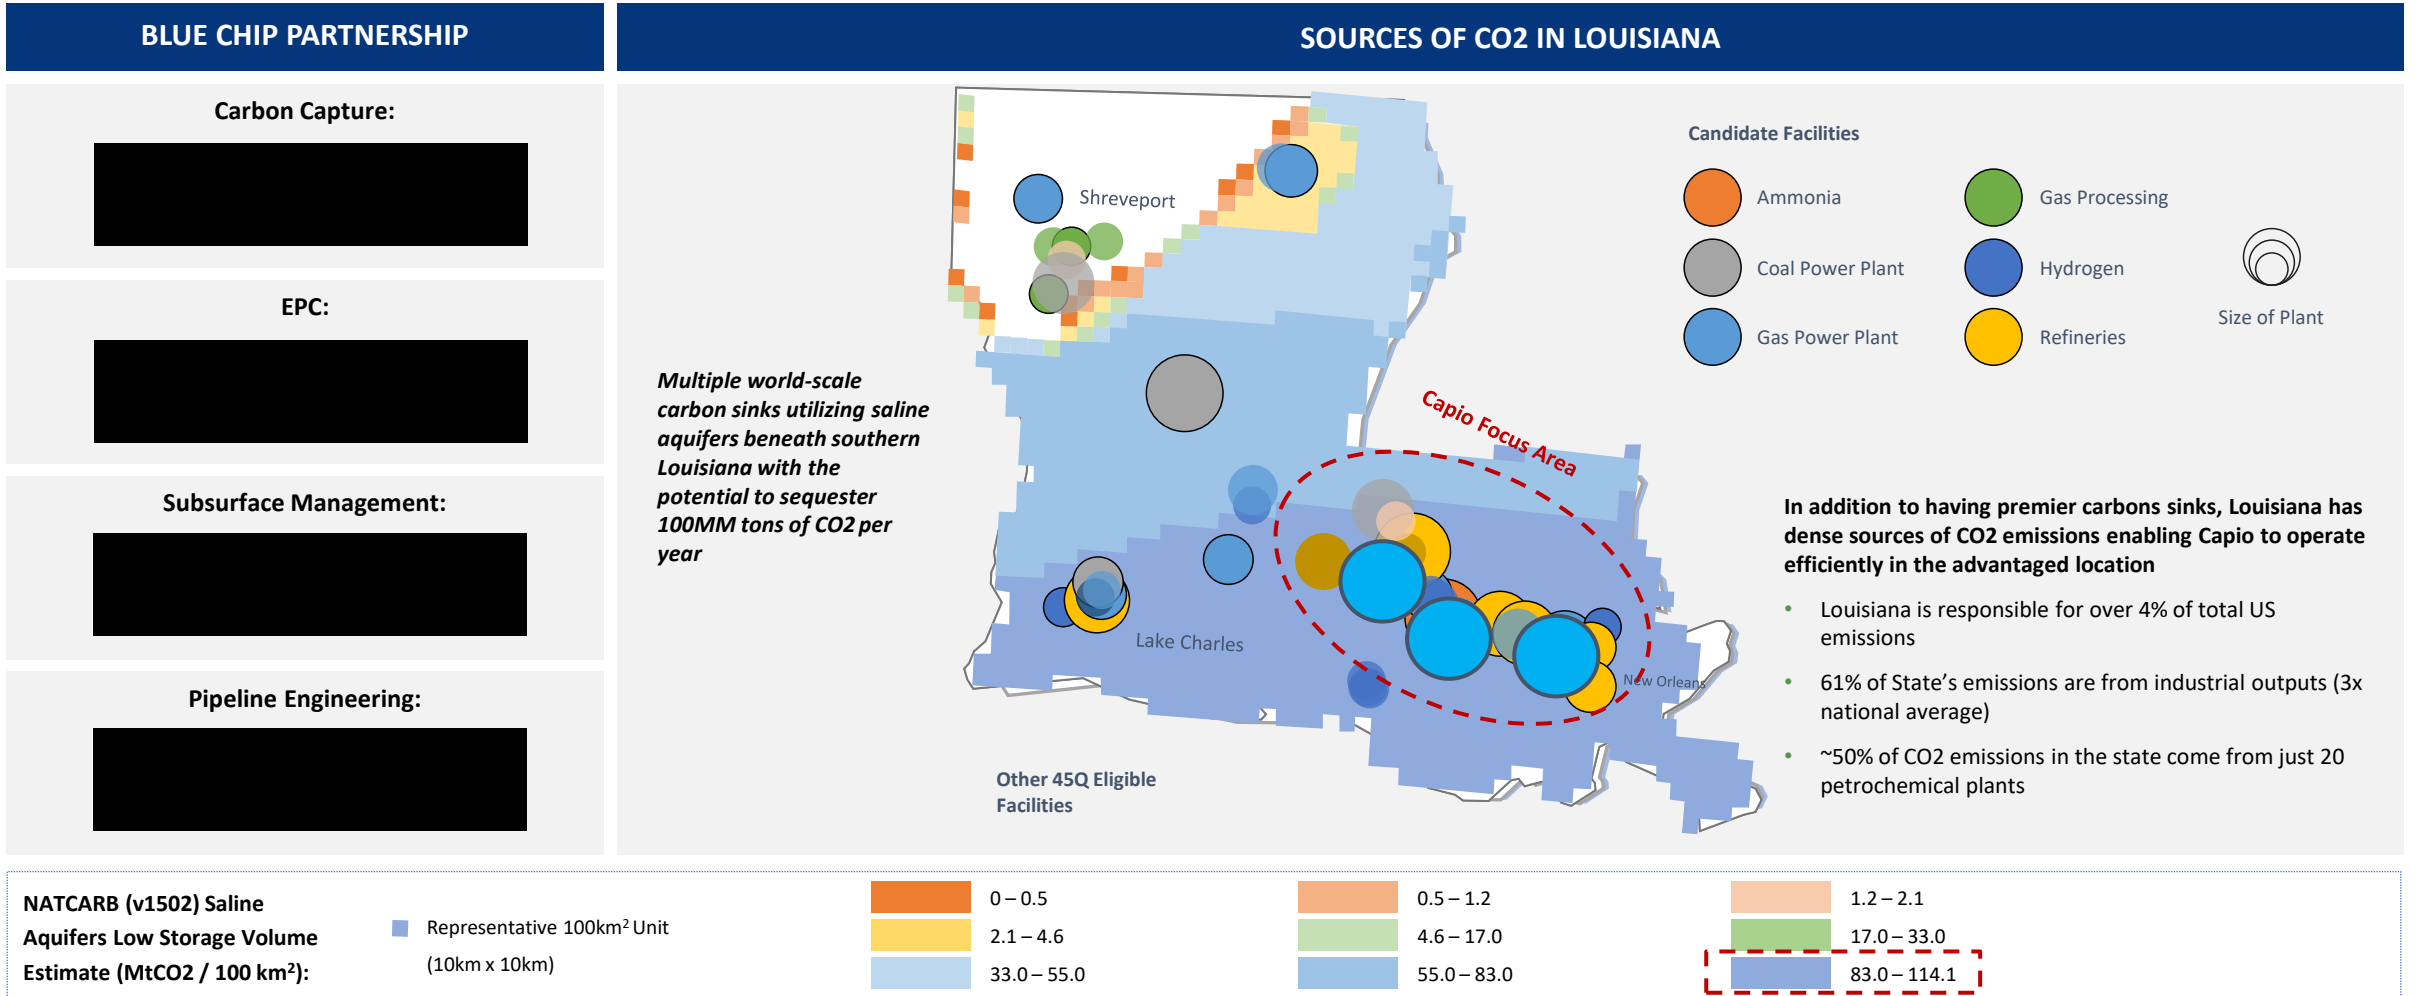 BLUE CHIP PARTNERSHIP
Carbon Capture:
EPC:
Subsurface Management:
Pipeline Engineering:
SOURCES OF CO2 IN LOUISIANA
Multiple world-scale
carbon sinks utilizing saline
aquifers beneath southern
Louisiana with the
potential to sequester
100MM tons of CO2 per
year
Shreveport
Lake Charles
New Orleans
Capio Focus Area
Other 45Q Eligible
Facilities
Candidate Facilities
Ammonia
Gas Processing
Coal Power Plant
Hydrogen
Gas Power Plant
Refineries
Size of Plant
In addition to having premier carbons sinks, Louisiana has
dense sources of CO2 emissions enabling Capio to operate
efficiently in the advantaged location
• Louisiana is responsible for over 4% of total US
emissions
• 61% of State’s emissions are from industrial outputs (3x
national average)
• ~50% of CO2 emissions in the state come from just 20
petrochemical plants
NATCARB (v1502) Saline
Aquifers Low Storage Volume
Estimate (MtCO2 / 100 km²):
Representative 100km² Unit
(10km x 10km)
0 – 0.5
0.5 – 1.2
1.2 – 2.1
2.1 – 4.6
4.6 – 17.0
17.0 – 33.0
33.0 – 55.0
55.0 – 83.0
83.0 – 114.1